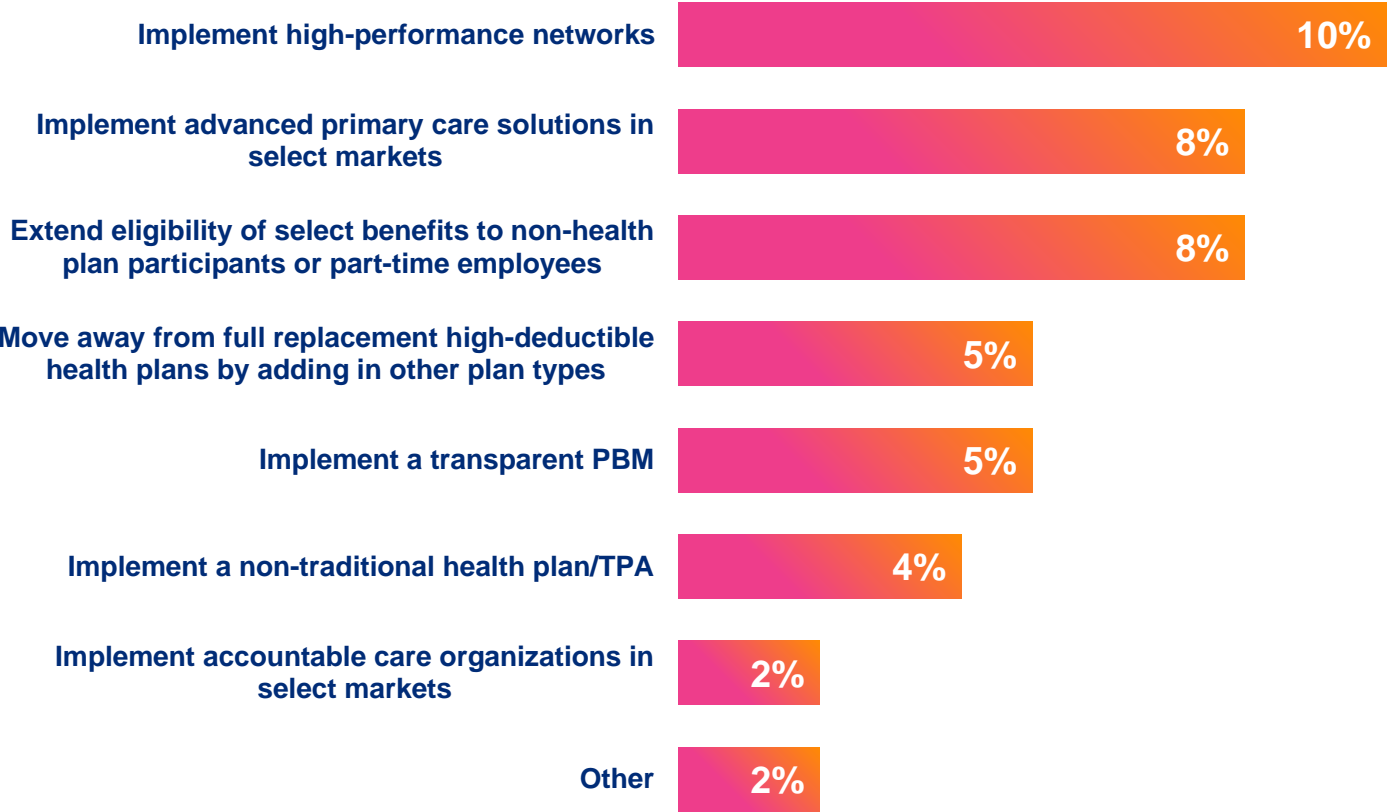 Implement high-performance networks
10%
Implement advanced primary care solutions in
select markets
8%
Extend eligibility of select benefits to non-health
plan participants or part-time employees
8%
Move away from full replacement high-deductible
health plans by adding in other plan types
5%
Implement a transparent PBM
5%
Implement a non-traditional health plan/TPA
4%
Implement accountable care organizations in
select markets
2%
Other
2%